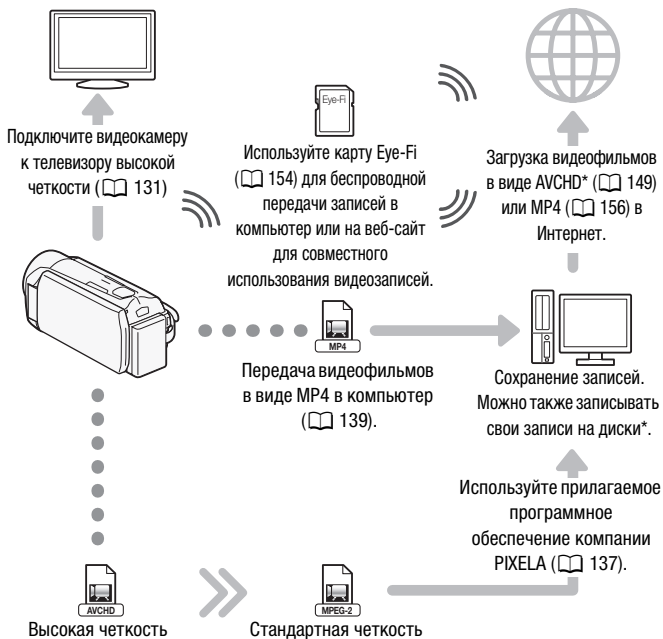 Eye-Fi
Подключите видеокамеру
к телевизору высокой
четкости (131)
Используйте карту Eye-Fi
(154) для беспроводной
передачи записей в
компьютер или на веб-сайт
для совместного
использования видеозаписей.
Загрузка видеофильмов
в виде AVCHD* (149)
или MP4 (156) в
Интернет.
MP4
Передача видеофильмов
в виде MP4 в компьютер
(139).
Сохранение записей.
Можно также записывать
свои записи на диски*.
Используйте прилагаемое
программное
обеспечение компании
PIXELA (137).
AVCHD
Высокая четкость
MPEG-2
Стандартная четкость